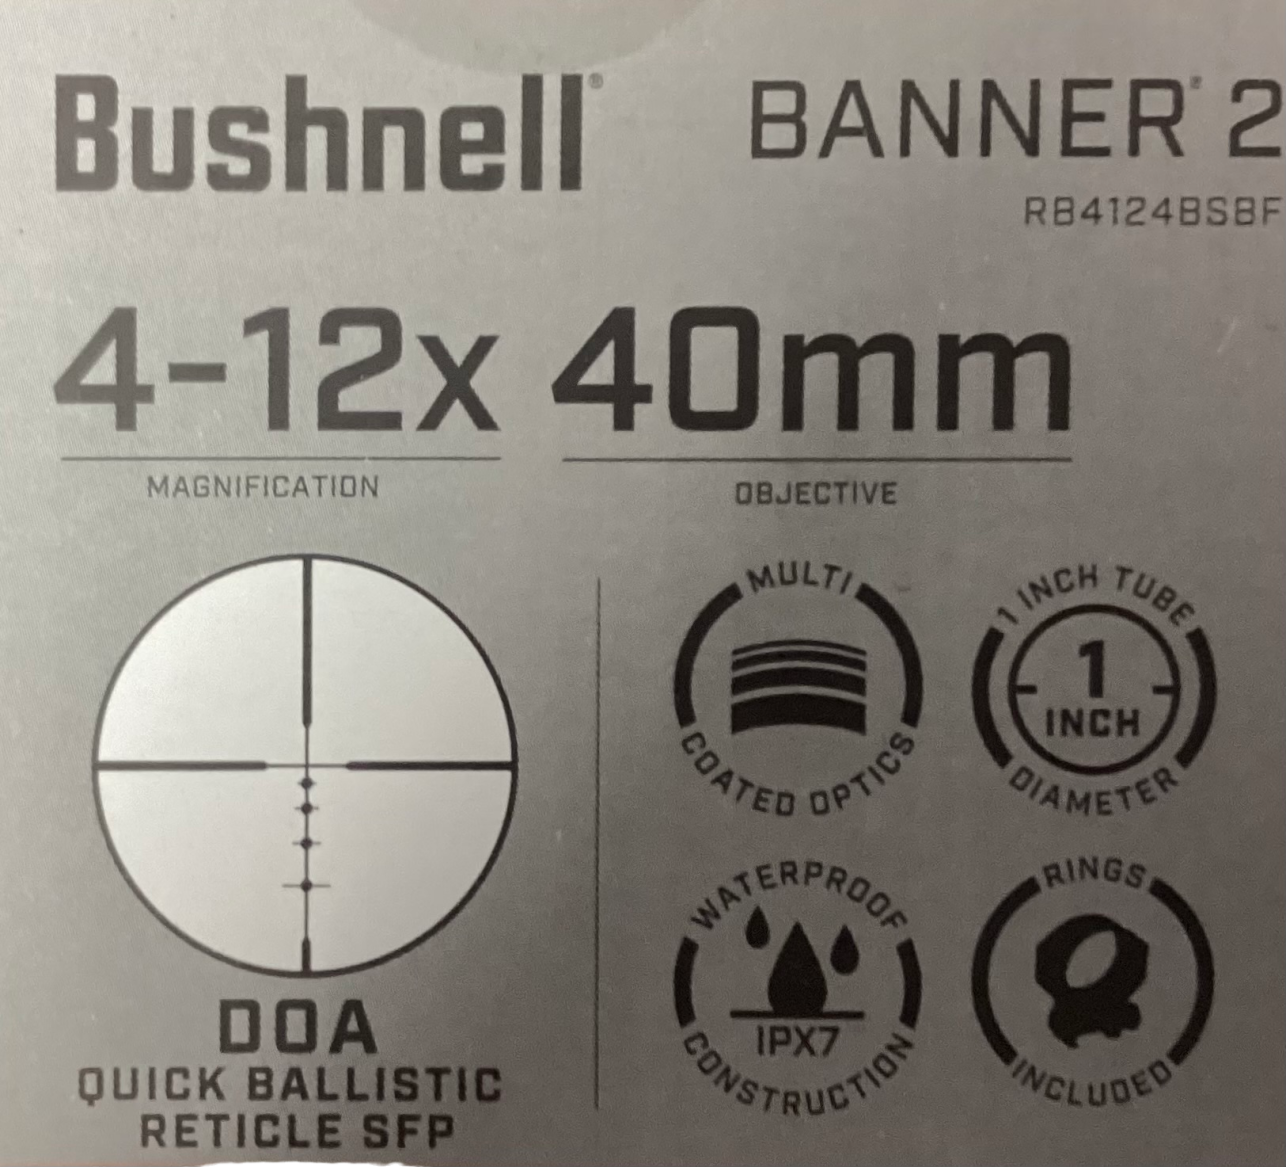 Bushnell®
BANNER® 2
RB4124BSBF
4-12x 40mm
MAGNIFICATION
OBJECTIVE
MULTI
COATED OPTICS
1 INCH TUBE
1
INCH
DIAMETER
WATERPROOF
IPX7
CONSTRUCTION
RINGS
INCLUDED
DOA
QUICK BALLISTIC
RETICLE SFP